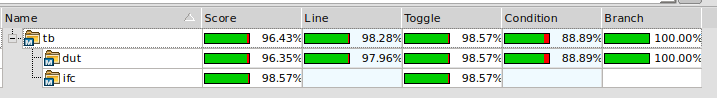 Name Score Line Toggle Condition Branch
tb 96.43% 98.28% 98.57% 88.89% 100.00%
dut 96.35% 97.96% 98.57% 88.89% 100.00%
ifc 98.57% 98.57%